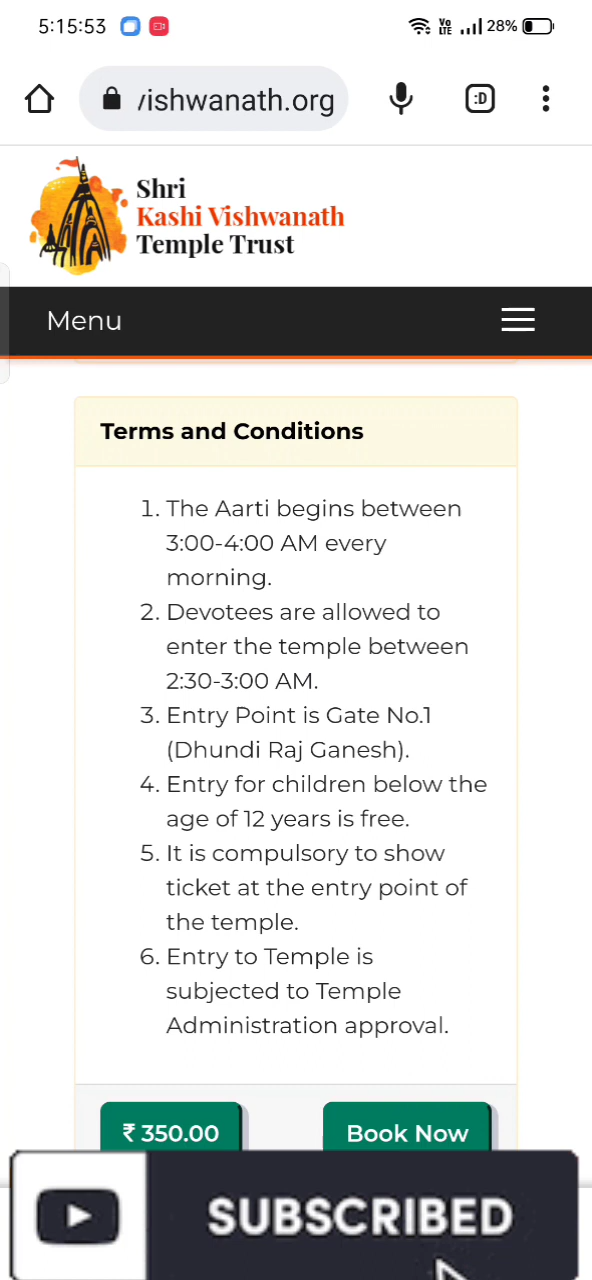 5:15:53
Vo LTE 28%
/ishwanath.org :D
Shri
Kashi Vishwanath
Temple Trust
Menu
Terms and Conditions
1. The Aarti begins between
3:00-4:00 AM every
morning.
2. Devotees are allowed to
enter the temple between
2:30-3:00 AM.
3. Entry Point is Gate No.1
(Dhundi Raj Ganesh).
4. Entry for children below the
age of 12 years is free.
5. It is compulsory to show
ticket at the entry point of
the temple.
6. Entry to Temple is
subjected to Temple
Administration approval.
₹ 350.00 Book Now
SUBSCRIBED